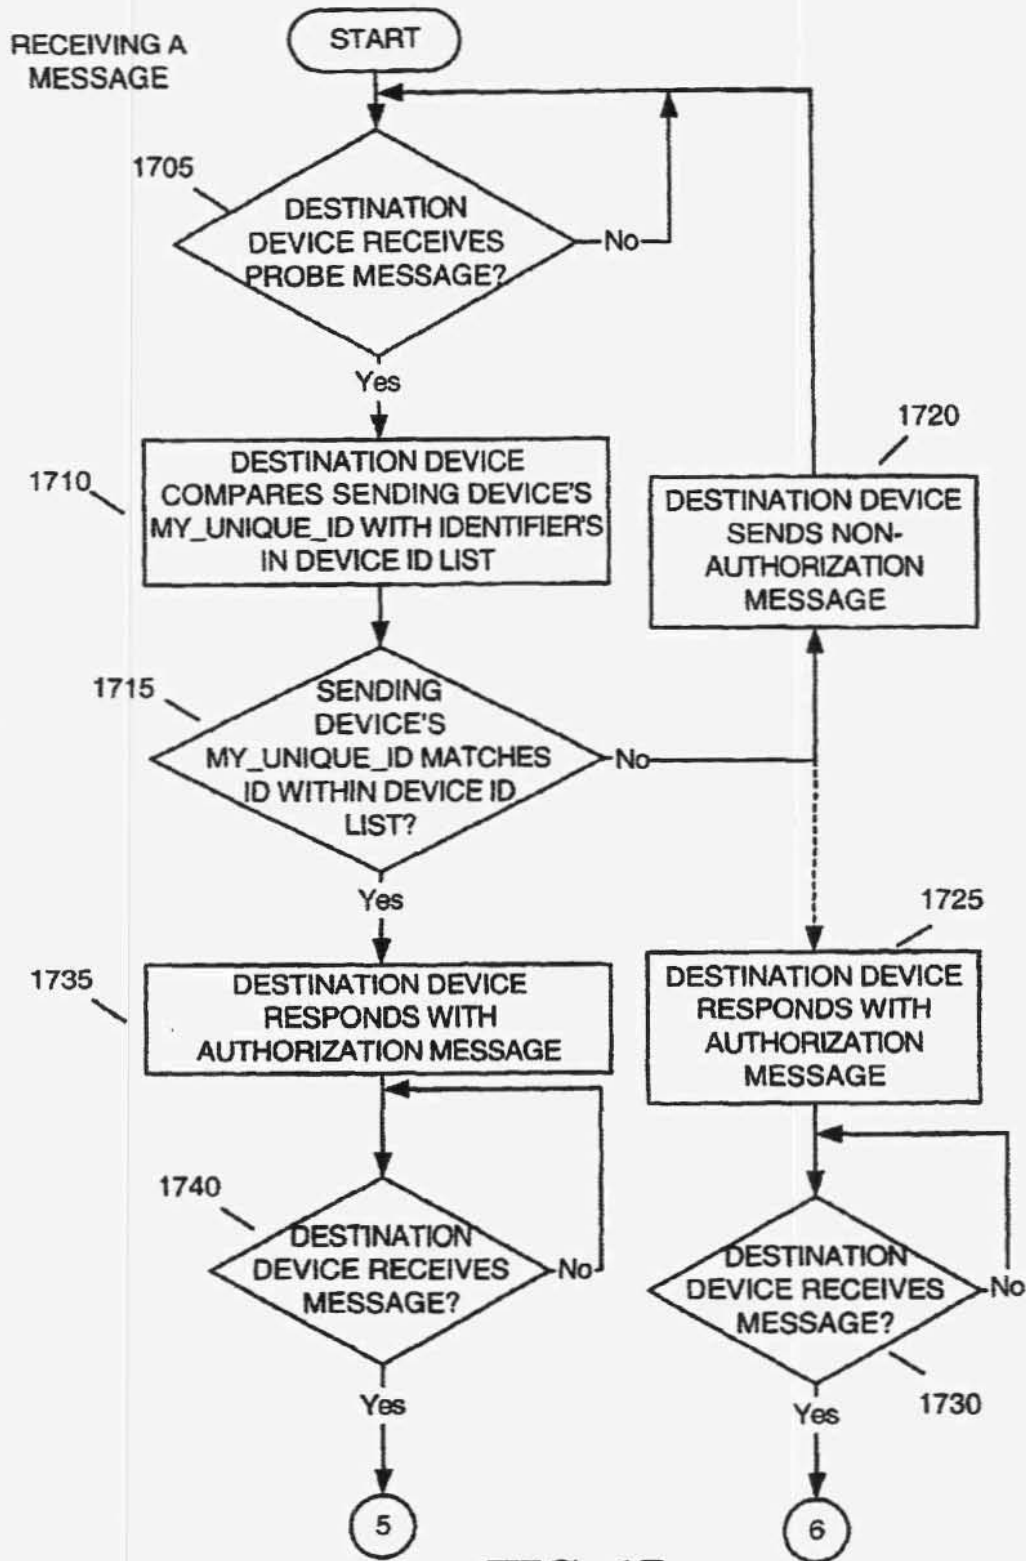 RECEIVING A
MESSAGE
START
1705
DESTINATION
DEVICE RECEIVES
PROBE MESSAGE?
No
Yes
1710
DESTINATION DEVICE
COMPARES SENDING DEVICE'S
MY_UNIQUE_ID WITH IDENTIFIER'S
IN DEVICE ID LIST
1720
DESTINATION DEVICE
SENDS NON-
AUTHORIZATION
MESSAGE
1715
SENDING
DEVICE'S
MY_UNIQUE_ID MATCHES
ID WITHIN DEVICE ID
LIST?
No
Yes
1725
DESTINATION DEVICE
RESPONDS WITH
AUTHORIZATION
MESSAGE
1735
DESTINATION DEVICE
RESPONDS WITH
AUTHORIZATION MESSAGE
1740
DESTINATION
DEVICE RECEIVES
MESSAGE?
No
Yes
5
DESTINATION
DEVICE RECEIVES
MESSAGE?
No
1730
Yes
6